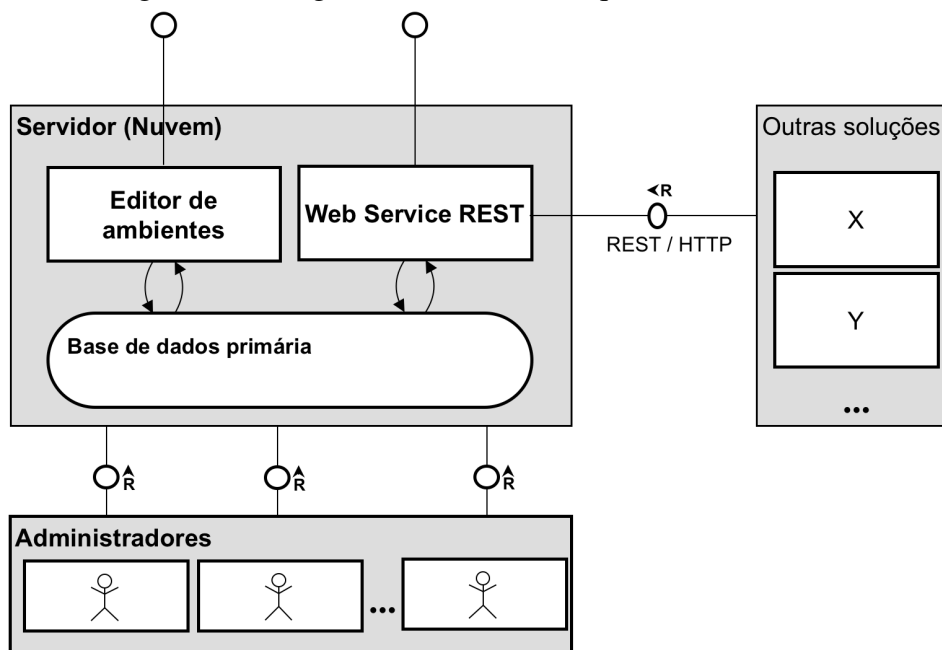 Servidor (Nuvem)
Editor de
ambientes
Web Service REST
Base de dados primária
R
REST / HTTP
Outras soluções
X
Y
...
R
R
R
Administradores
...